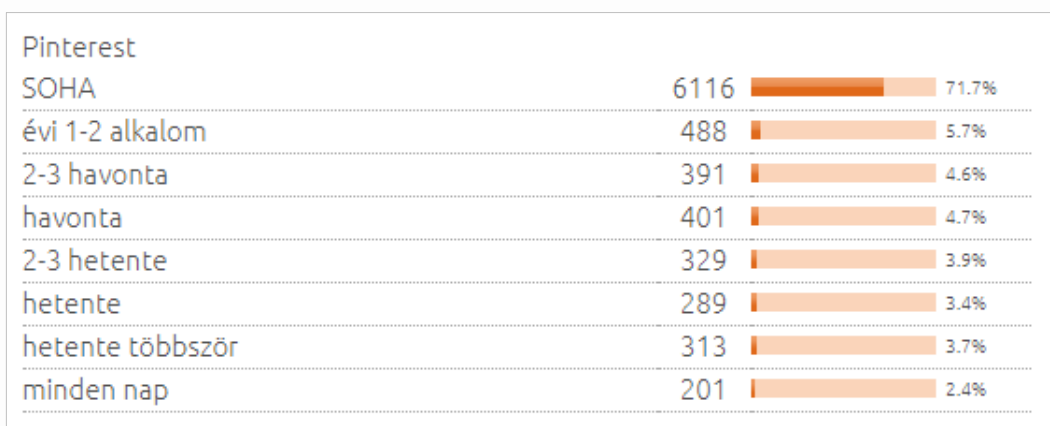 Pinterest
SOHA 6116 71.7%
évi 1-2 alkalom 488 5.7%
2-3 havonta 391 4.6%
havonta 401 4.7%
2-3 hetente 329 3.9%
hetente 289 3.4%
hetente többször 313 3.7%
minden nap 201 2.4%